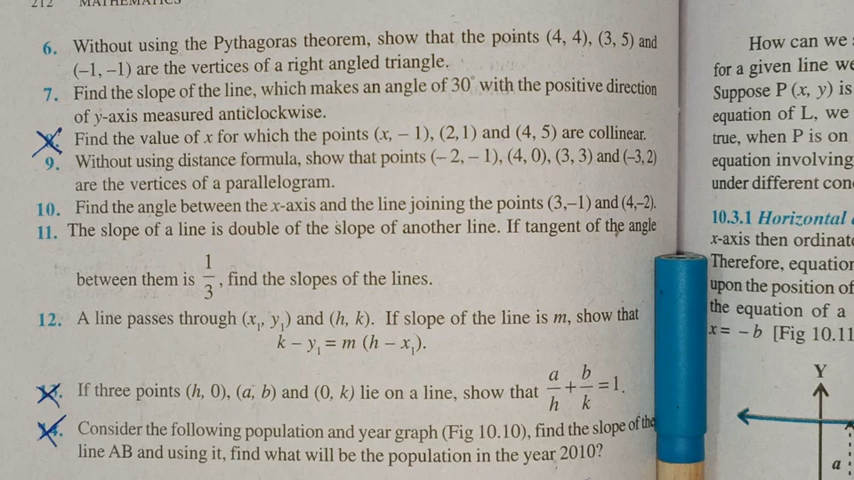 212 MATHEMATICS
6. Without using the Pythagoras theorem, show that the points (4, 4), (3, 5) and
(–1, –1) are the vertices of a right angled triangle.
7. Find the slope of the line, which makes an angle of 30° with the positive direction
of y-axis measured anticlockwise.
Find the value of x for which the points (x, – 1), (2,1) and (4, 5) are collinear.
9. Without using distance formula, show that points (– 2, – 1), (4, 0), (3, 3) and (–3, 2)
are the vertices of a parallelogram.
10. Find the angle between the x-axis and the line joining the points (3,–1) and (4,–2).
11. The slope of a line is double of the slope of another line. If tangent of the angle
between them is 1/3, find the slopes of the lines.
12. A line passes through (x₁, y₁) and (h, k). If slope of the line is m, show that
k – y₁ = m (h – x₁).
If three points (h, 0), (a, b) and (0, k) lie on a line, show that a/h + b/k = 1.
Consider the following population and year graph (Fig 10.10), find the slope of the
line AB and using it, find what will be the population in the year 2010?
How can we
for a given line we
Suppose P (x, y) is
equation of L, we
true, when P is on
equation involving
under different con
10.3.1 Horizontal
x-axis then ordinat
Therefore, equation
upon the position of
the equation of a
x = – b [Fig 10.11
Y
a